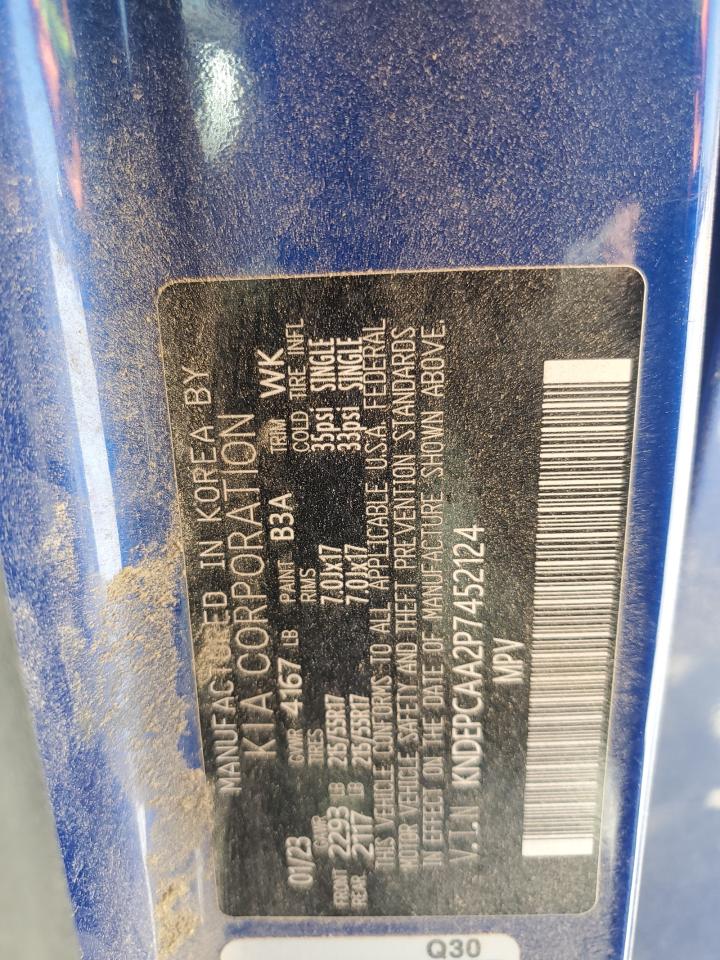 MANUFACTURED IN KOREA BY
KIA CORPORATION
01/23 GVWR 4167 LB PAINT B3A TRIM WK
GAWR TIRES RIMS COLD TIRE INFL
FRONT 2293 LB 215/55R17 7.0JX17 35psi SINGLE
REAR 2117 LB 215/55R17 7.0JX17 33psi SINGLE
THIS VEHICLE CONFORMS TO ALL APPLICABLE U.S.A FEDERAL
MOTOR VEHICLE SAFETY AND THEFT PREVENTION STANDARDS
IN EFFECT ON THE DATE OF MANUFACTURE SHOWN ABOVE.
V.I.N KNDEPCAA2P7452124
MPV
Q30